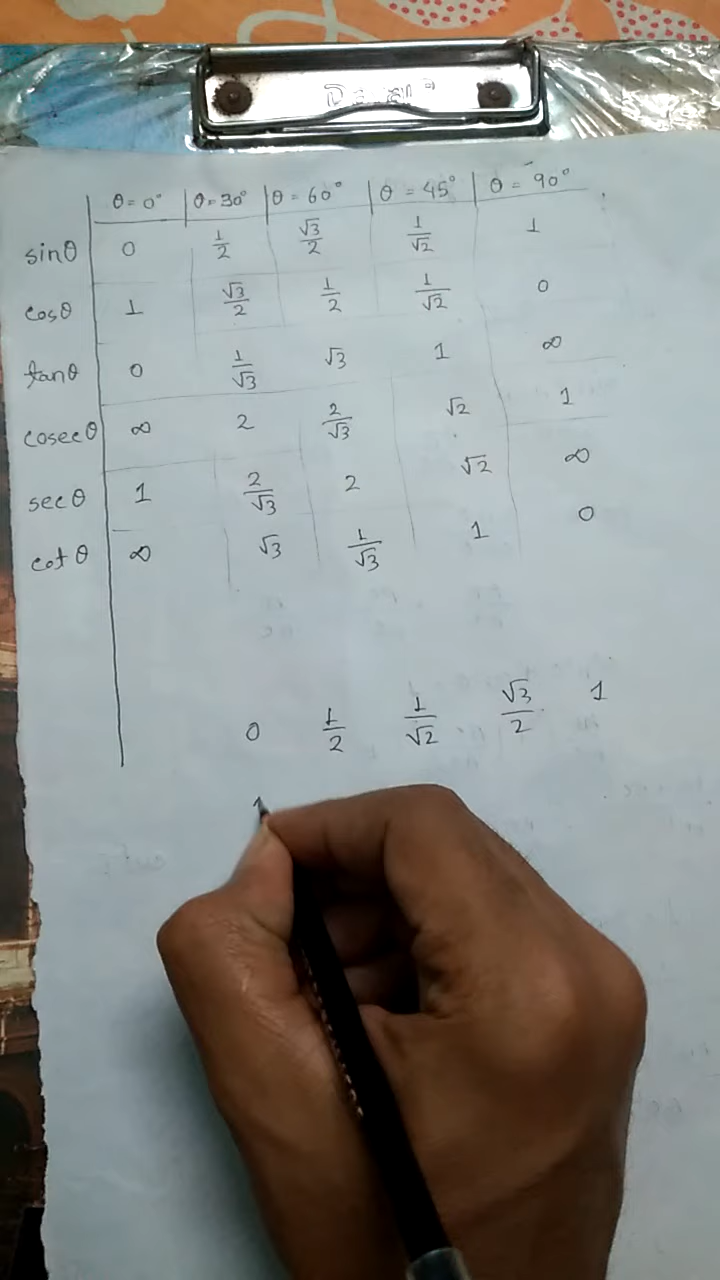 θ = 0° θ = 30° θ = 60° θ = 45° θ = 90°
sinθ 0 1/2 √3/2 1/√2 1
cosθ 1 √3/2 1/2 1/√2 0
tanθ 0 1/√3 √3 1 ∞
cosecθ ∞ 2 2/√3 √2 1
secθ 1 2/√3 2 √2 ∞
cotθ ∞ √3 1/√3 1 0
0 1/2 1/√2 √3/2 1